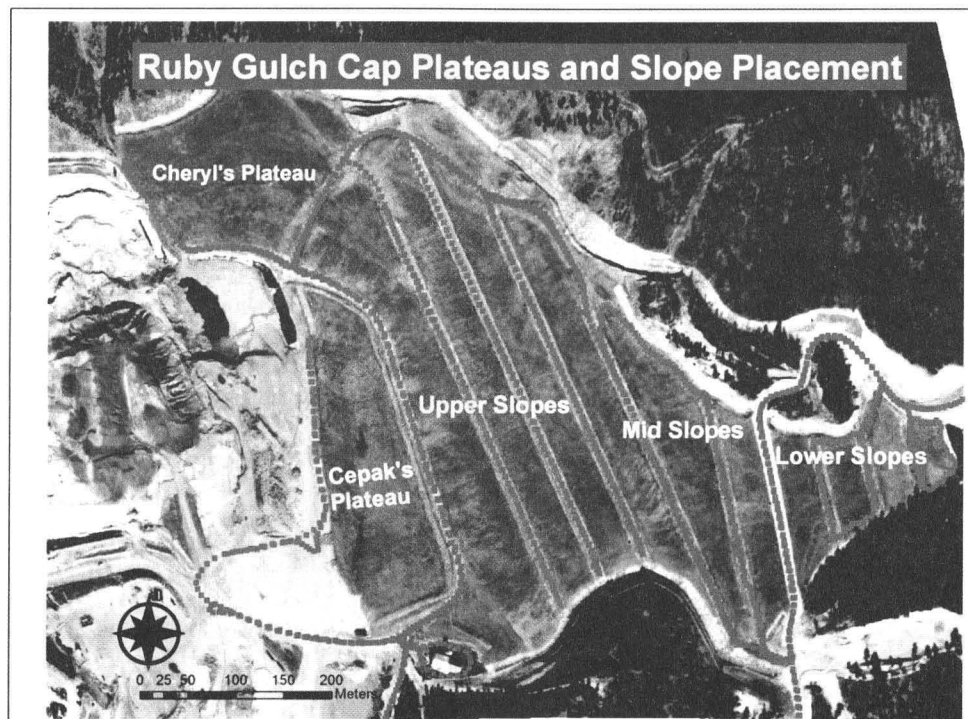 Ruby Gulch Cap Plateaus and Slope Placement
Cheryl's Plateau
Upper Slopes
Mid Slopes
Lower Slopes
Cepak's
Plateau
0 25 50 100 150 200
Meters